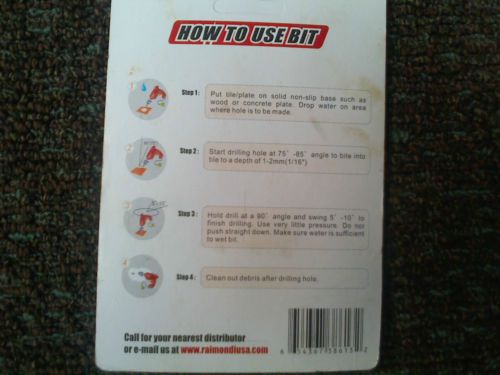 HOW TO USE BIT
Step 1:
Put tile/plate on solid non-slip base such as
wood or concrete plate. Drop water on area
where hole is to be made.
Step 2 :
Start drilling hole at 75° -85° angle to bite into
tile to a depth of 1-2mm(1/16")
Step 3 :
Hold drill at a 90° angle and swing 5° -10° to
finish drilling. Use very little pressure. Do not
push straight down. Make sure water is sufficient
to wet bit.
Step 4 :
Clean out debris after drilling hole.
Call for your nearest distributor
or e-mail us at www.raimondiusa.com